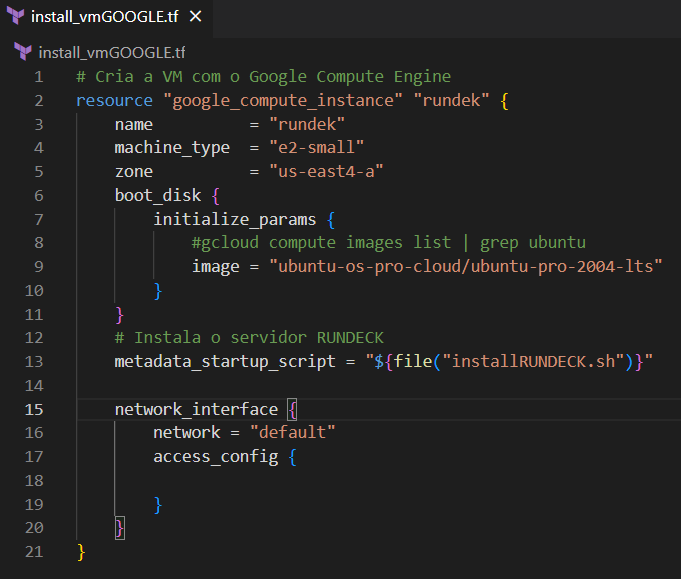 install_vmGOOGLE.tf ✕
install_vmGOOGLE.tf
1 # Cria a VM com o Google Compute Engine
2 resource "google_compute_instance" "rundek" {
3     name          = "rundek"
4     machine_type  = "e2-small"
5     zone          = "us-east4-a"
6     boot_disk {
7         initialize_params {
8             #gcloud compute images list | grep ubuntu
9             image = "ubuntu-os-pro-cloud/ubuntu-pro-2004-lts"
10         }
11     }
12     # Instala o servidor RUNDECK
13     metadata_startup_script = "${file("installRUNDECK.sh")}"
14
15     network_interface {
16         network = "default"
17         access_config {
18
19         }
20     }
21 }